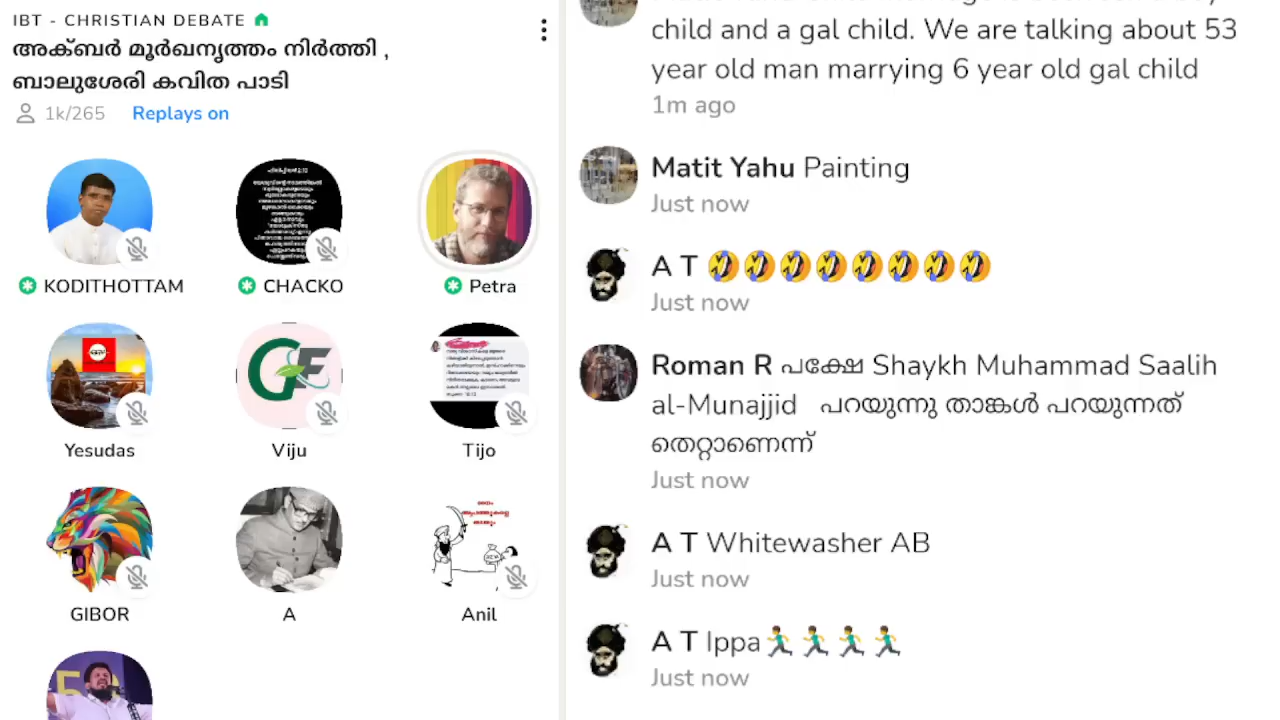 IBT - CHRISTIAN DEBATE
അക്ബർ മൂർഖനൃത്തം നിർത്തി ,
ബാലുശേരി കവിത പാടി
1k/265 Replays on
KODITHOTTAM
CHACKO
Petra
Yesudas
GF
Viju
Tijo
GIBOR
A
Anil
child and a gal child. We are talking about 53
year old man marrying 6 year old gal child
1m ago
Matit Yahu Painting
Just now
A T 🤣🤣🤣🤣🤣🤣🤣🤣
Just now
Roman R പക്ഷേ Shaykh Muhammad Saalih
al-Munajjid പറയുന്നു താങ്കൾ പറയുന്നത്
തെറ്റാണെന്ന്
Just now
A T Whitewasher AB
Just now
A T Ippa🏃‍♂️🏃‍♂️🏃‍♂️🏃‍♂️
Just now